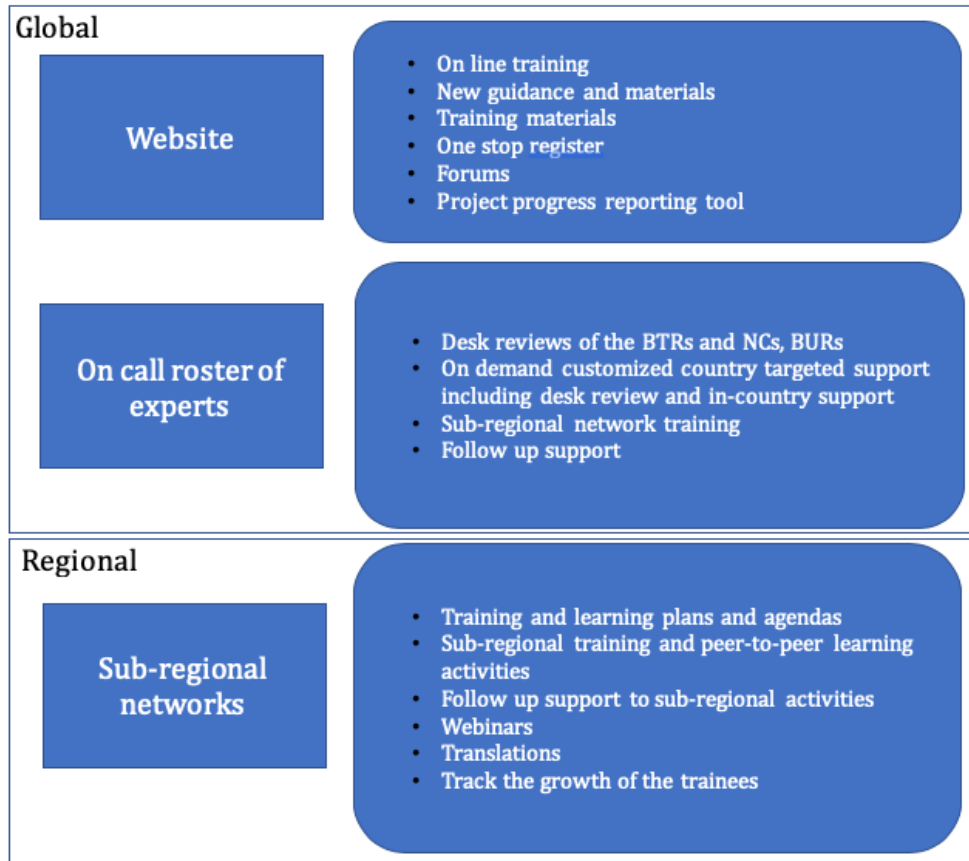 Global
Website
• On line training
• New guidance and materials
• Training materials
• One stop register
• Forums
• Project progress reporting tool
On call roster of
experts
• Desk reviews of the BTRs and NCs, BURs
• On demand customized country targeted support
including desk review and in-country support
• Sub-regional network training
• Follow up support
Regional
Sub-regional
networks
• Training and learning plans and agendas
• Sub-regional training and peer-to-peer learning
activities
• Follow up support to sub-regional activities
• Webinars
• Translations
• Track the growth of the trainees